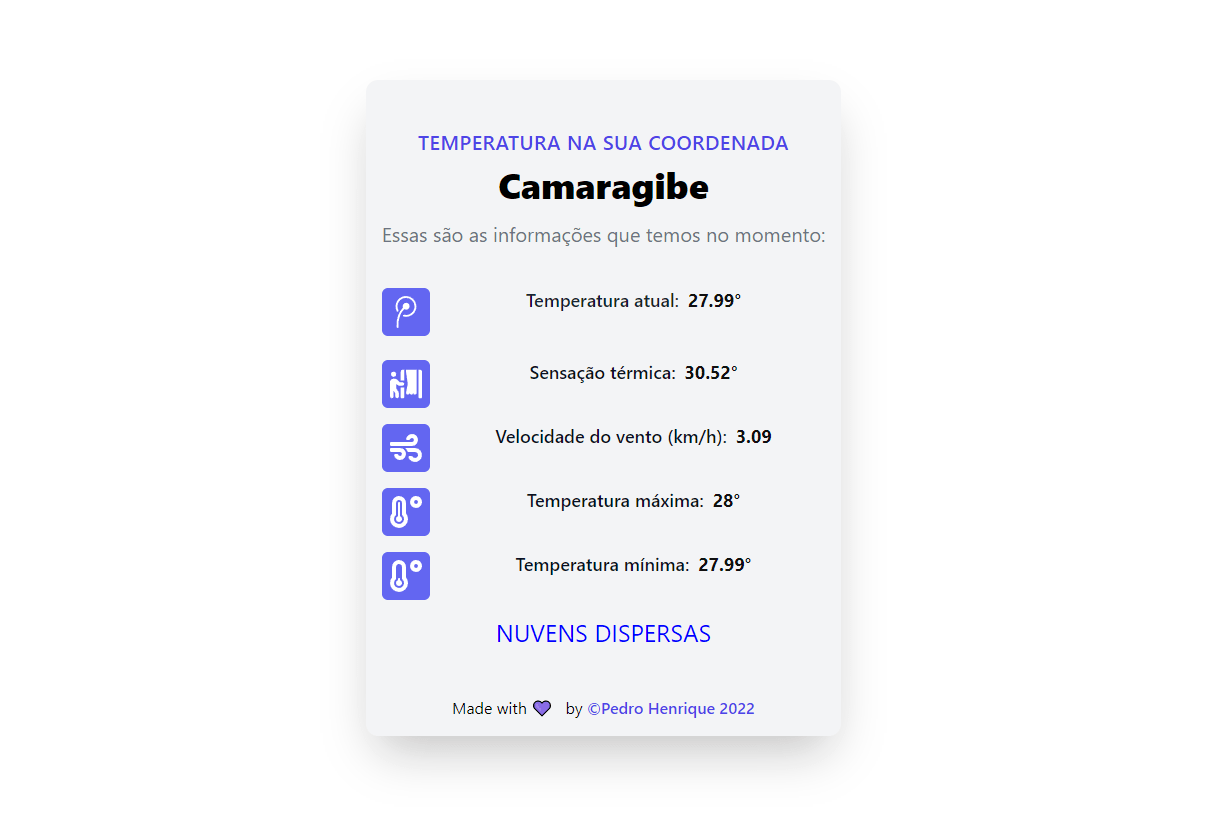 TEMPERATURA NA SUA COORDENADA
Camaragibe
Essas são as informações que temos no momento:
Temperatura atual: 27.99°
Sensação térmica: 30.52°
Velocidade do vento (km/h): 3.09
Temperatura máxima: 28°
Temperatura mínima: 27.99°
NUVENS DISPERSAS
Made with 💜 by ©Pedro Henrique 2022